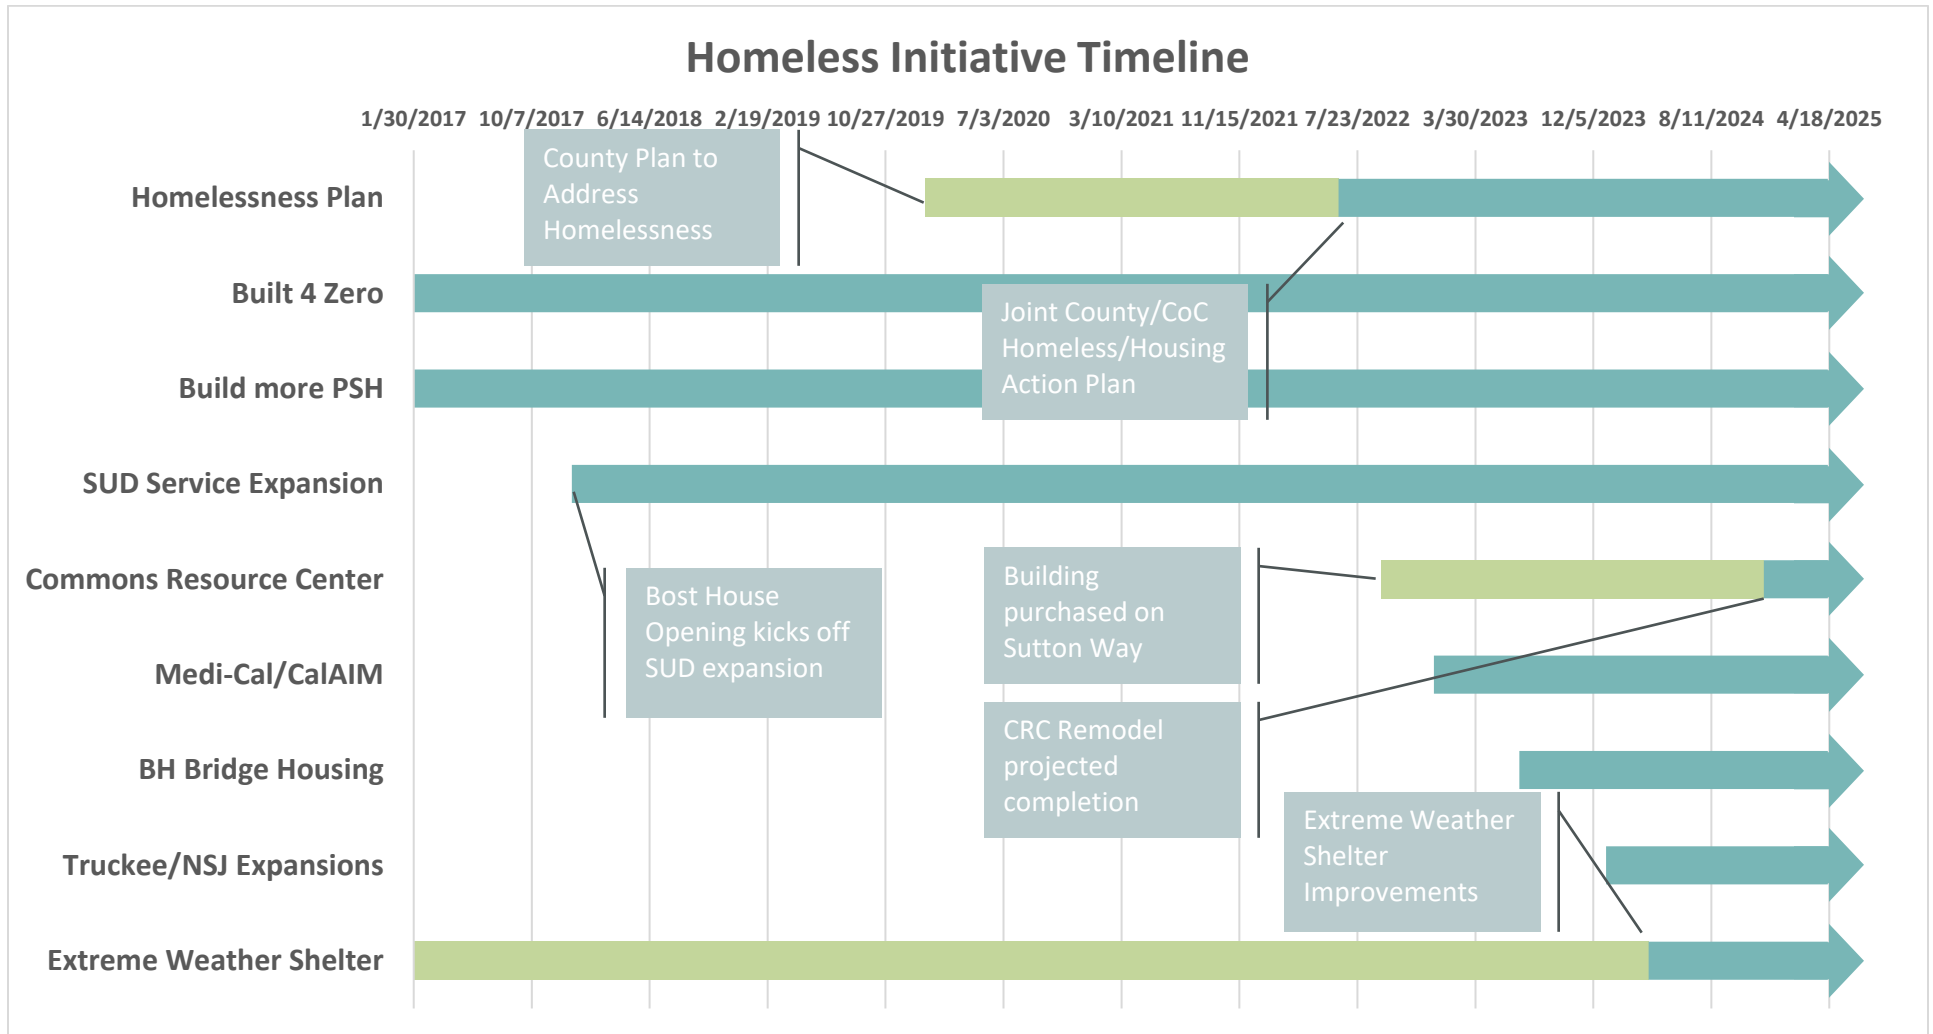 Homeless Initiative Timeline
1/30/2017 10/7/2017 6/14/2018 2/19/2019 10/27/2019 7/3/2020 3/10/2021 11/15/2021 7/23/2022 3/30/2023 12/5/2023 8/11/2024 4/18/2025
County Plan to
Address
Homelessness
Homelessness Plan
Built 4 Zero
Joint County/CoC
Homeless/Housing
Action Plan
Build more PSH
SUD Service Expansion
Commons Resource Center
Bost House
Opening kicks off
SUD expansion
Building
purchased on
Sutton Way
Medi-Cal/CalAIM
CRC Remodel
projected
completion
BH Bridge Housing
Extreme Weather
Shelter
Improvements
Truckee/NSJ Expansions
Extreme Weather Shelter